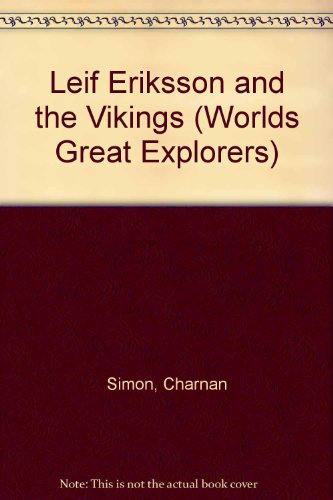 Leif Eriksson and
the Vikings (Worlds
Great Explorers)
Simon, Charnan
Note: This is not the actual book cover